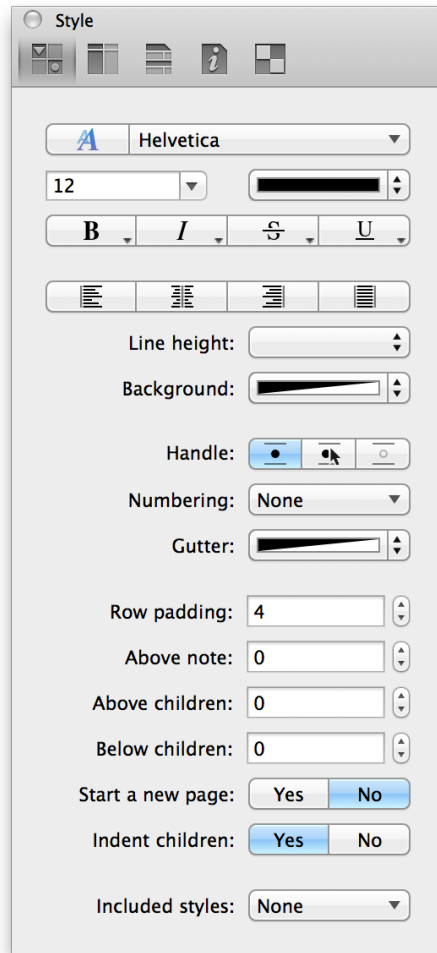 Style
A Helvetica
12
B I S U
Line height:
Background:
Handle:
Numbering: None
Gutter:
Row padding: 4
Above note: 0
Above children: 0
Below children: 0
Start a new page: Yes No
Indent children: Yes No
Included styles: None